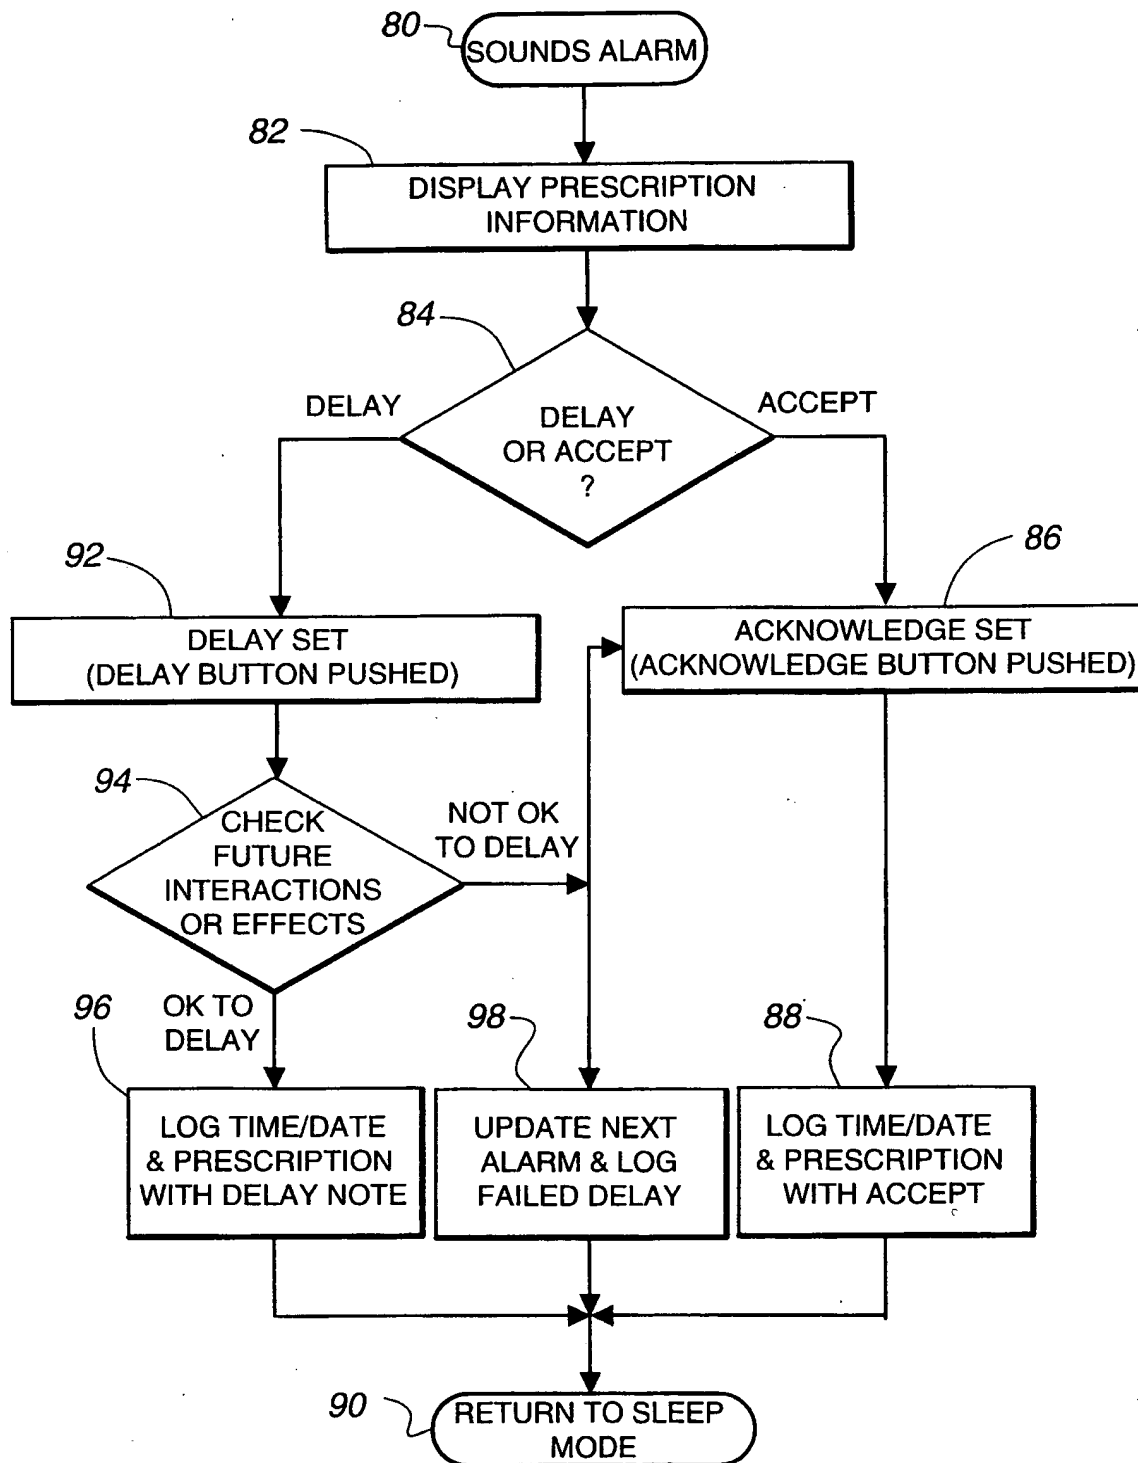 80
SOUNDS ALARM
82
DISPLAY PRESCRIPTION
INFORMATION
84
DELAY
ACCEPT
DELAY
OR ACCEPT
?
92
86
DELAY SET
(DELAY BUTTON PUSHED)
ACKNOWLEDGE SET
(ACKNOWLEDGE BUTTON PUSHED)
94
CHECK
FUTURE
INTERACTIONS
OR EFFECTS
NOT OK
TO DELAY
96
OK TO
DELAY
98
88
LOG TIME/DATE
& PRESCRIPTION
WITH DELAY NOTE
UPDATE NEXT
ALARM & LOG
FAILED DELAY
LOG TIME/DATE
& PRESCRIPTION
WITH ACCEPT
90
RETURN TO SLEEP
MODE